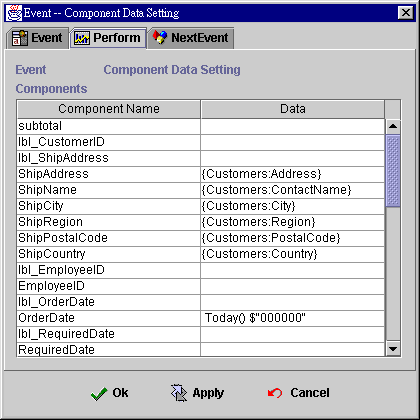 Event -- Component Data Setting
Event Perform NextEvent
Event Component Data Setting
Components
Component Name Data
subtotal
lbl_CustomerID
lbl_ShipAddress
ShipAddress {Customers:Address}
ShipName {Customers:ContactName}
ShipCity {Customers:City}
ShipRegion {Customers:Region}
ShipPostalCode {Customers:PostalCode}
ShipCountry {Customers:Country}
lbl_EmployeeID
EmployeeID
lbl_OrderDate
OrderDate Today() $"000000"
lbl_RequiredDate
RequiredDate
Ok Apply Cancel